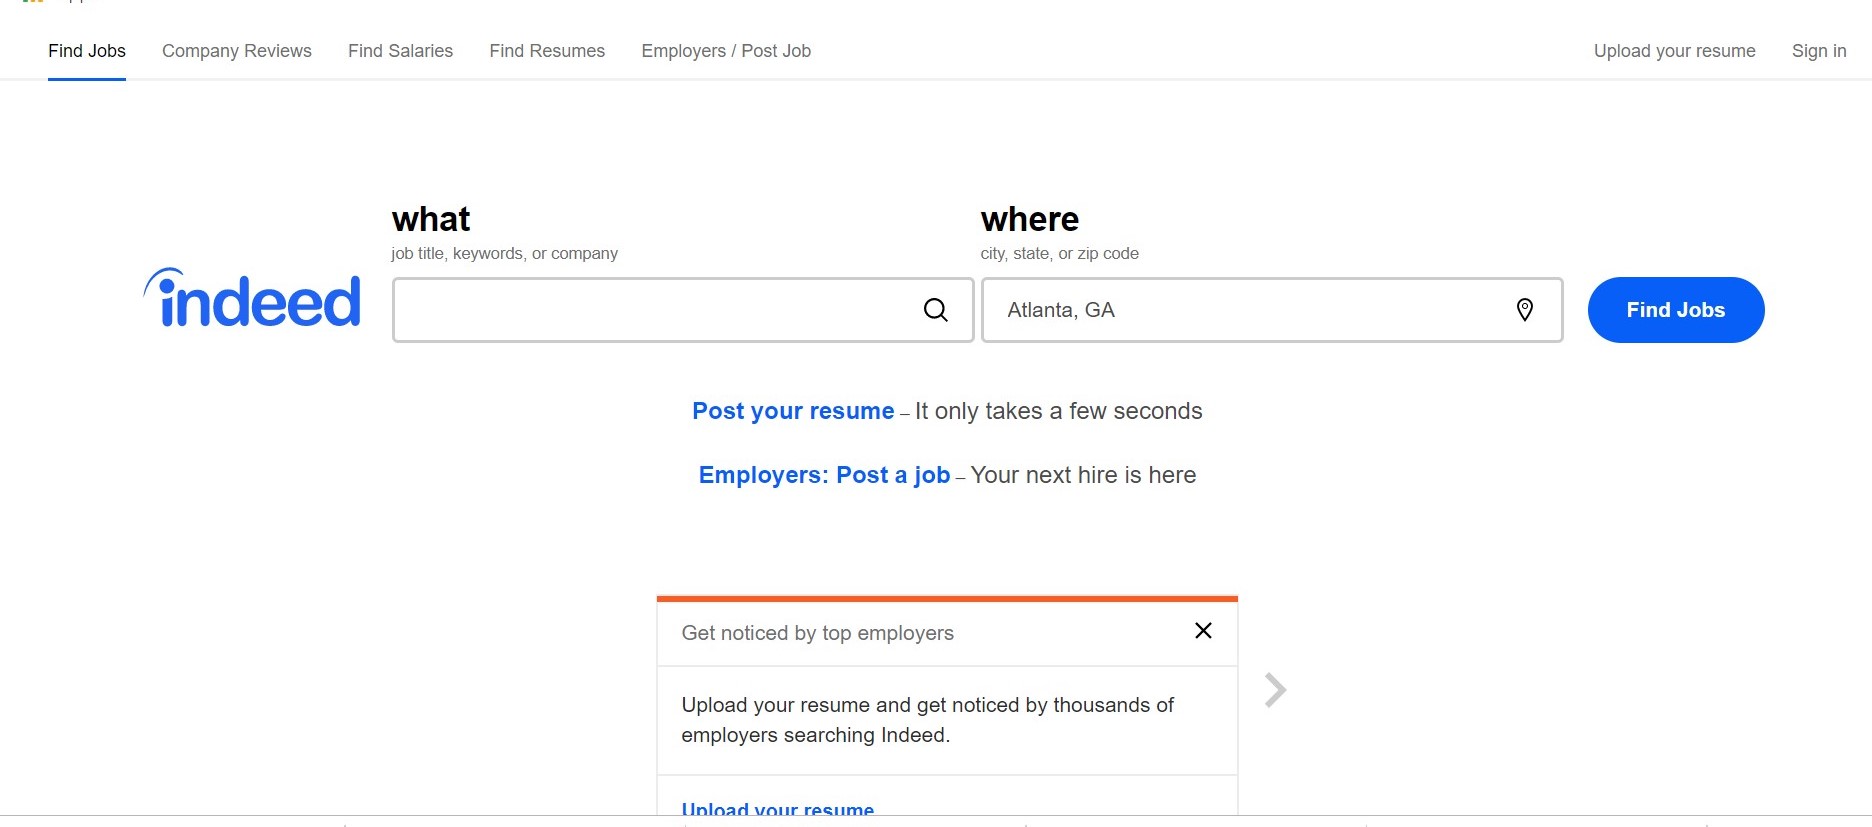 Find Jobs Company Reviews Find Salaries Find Resumes Employers / Post Job Upload your resume Sign in
what
job title, keywords, or company
where
city, state, or zip code
indeed
Atlanta, GA
Find Jobs
Post your resume – It only takes a few seconds
Employers: Post a job – Your next hire is here
Get noticed by top employers
Upload your resume and get noticed by thousands of
employers searching Indeed.
Upload your resume